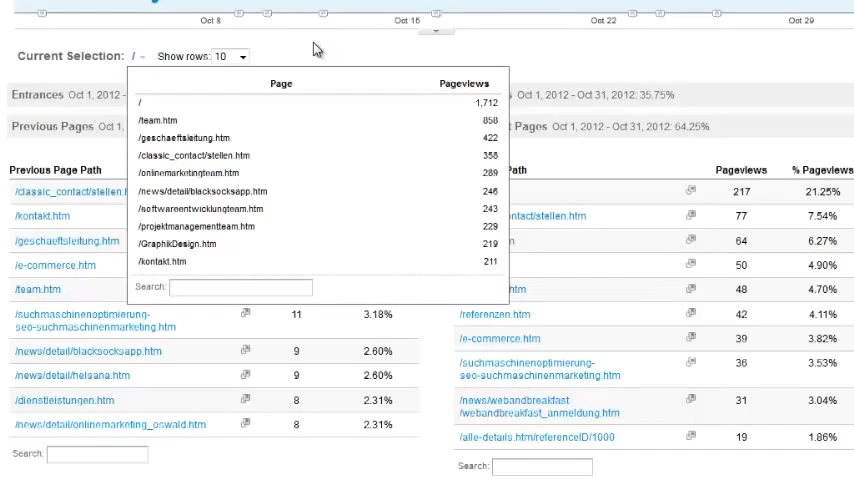 Oct 8
Oct 16
Oct 22
Oct 29
Current Selection: / Show rows: 10
Entrances Oct 1, 2012 -
Oct 1, 2012 - Oct 31, 2012: 35.75%
Previous Pages Oct 1,
Pages Oct 1, 2012 - Oct 31, 2012: 64.25%
Page Pageviews
/ 1,712
/team.htm 858
/geschaeftsleitung.htm 422
/classic_contact/stellen.htm 358
/onlinemarketingteam.htm 289
/news/detail/blacksocksapp.htm 246
/softwareentwicklungteam.htm 243
/projektmanagementteam.htm 229
/GraphikDesign.htm 219
/kontakt.htm 211
Search:
Previous Page Path
/classic_contact/stellen.h
/kontakt.htm
/geschaeftsleitung.htm
/e-commerce.htm
/team.htm
/suchmaschinenoptimierung-
seo-suchmaschinenmarketing.htm 11 3.18%
/news/detail/blacksocksapp.htm 9 2.60%
/news/detail/helsana.htm 9 2.60%
/dienstleistungen.htm 8 2.31%
/news/detail/onlinemarketing_oswald.htm 8 2.31%
Search:
Path Pageviews % Pageviews
217 21.25%
ontact/stellen.htm 77 7.54%
64 6.27%
50 4.90%
htm 48 4.70%
/referenzen.htm 42 4.11%
/e-commerce.htm 39 3.82%
/suchmaschinenoptimierung-
seo-suchmaschinenmarketing.htm 36 3.53%
/news/webandbreakfast
/webandbreakfast_anmeldung.htm 31 3.04%
/alle-details.htm/referenceID/1000 19 1.86%
Search: